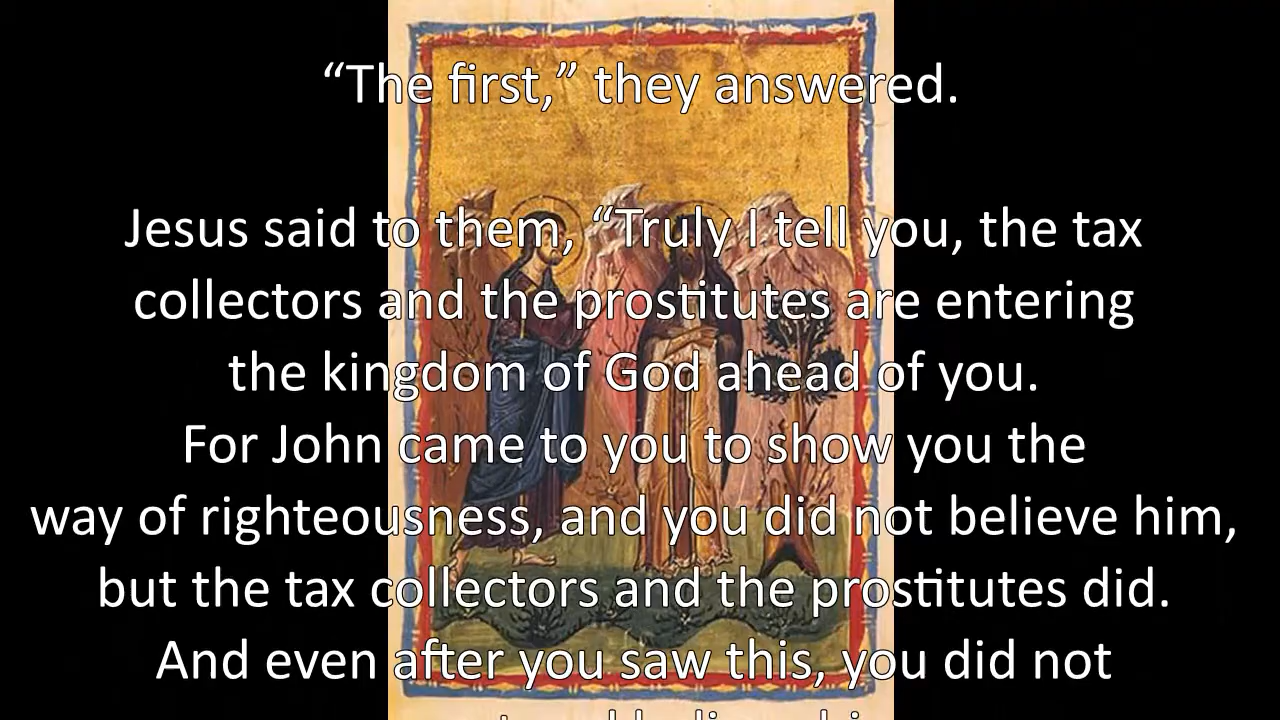 “The first,” they answered.
Jesus said to them, “Truly I tell you, the tax
collectors and the prostitutes are entering
the kingdom of God ahead of you.
For John came to you to show you the
way of righteousness, and you did not believe him,
but the tax collectors and the prostitutes did.
And even after you saw this, you did not